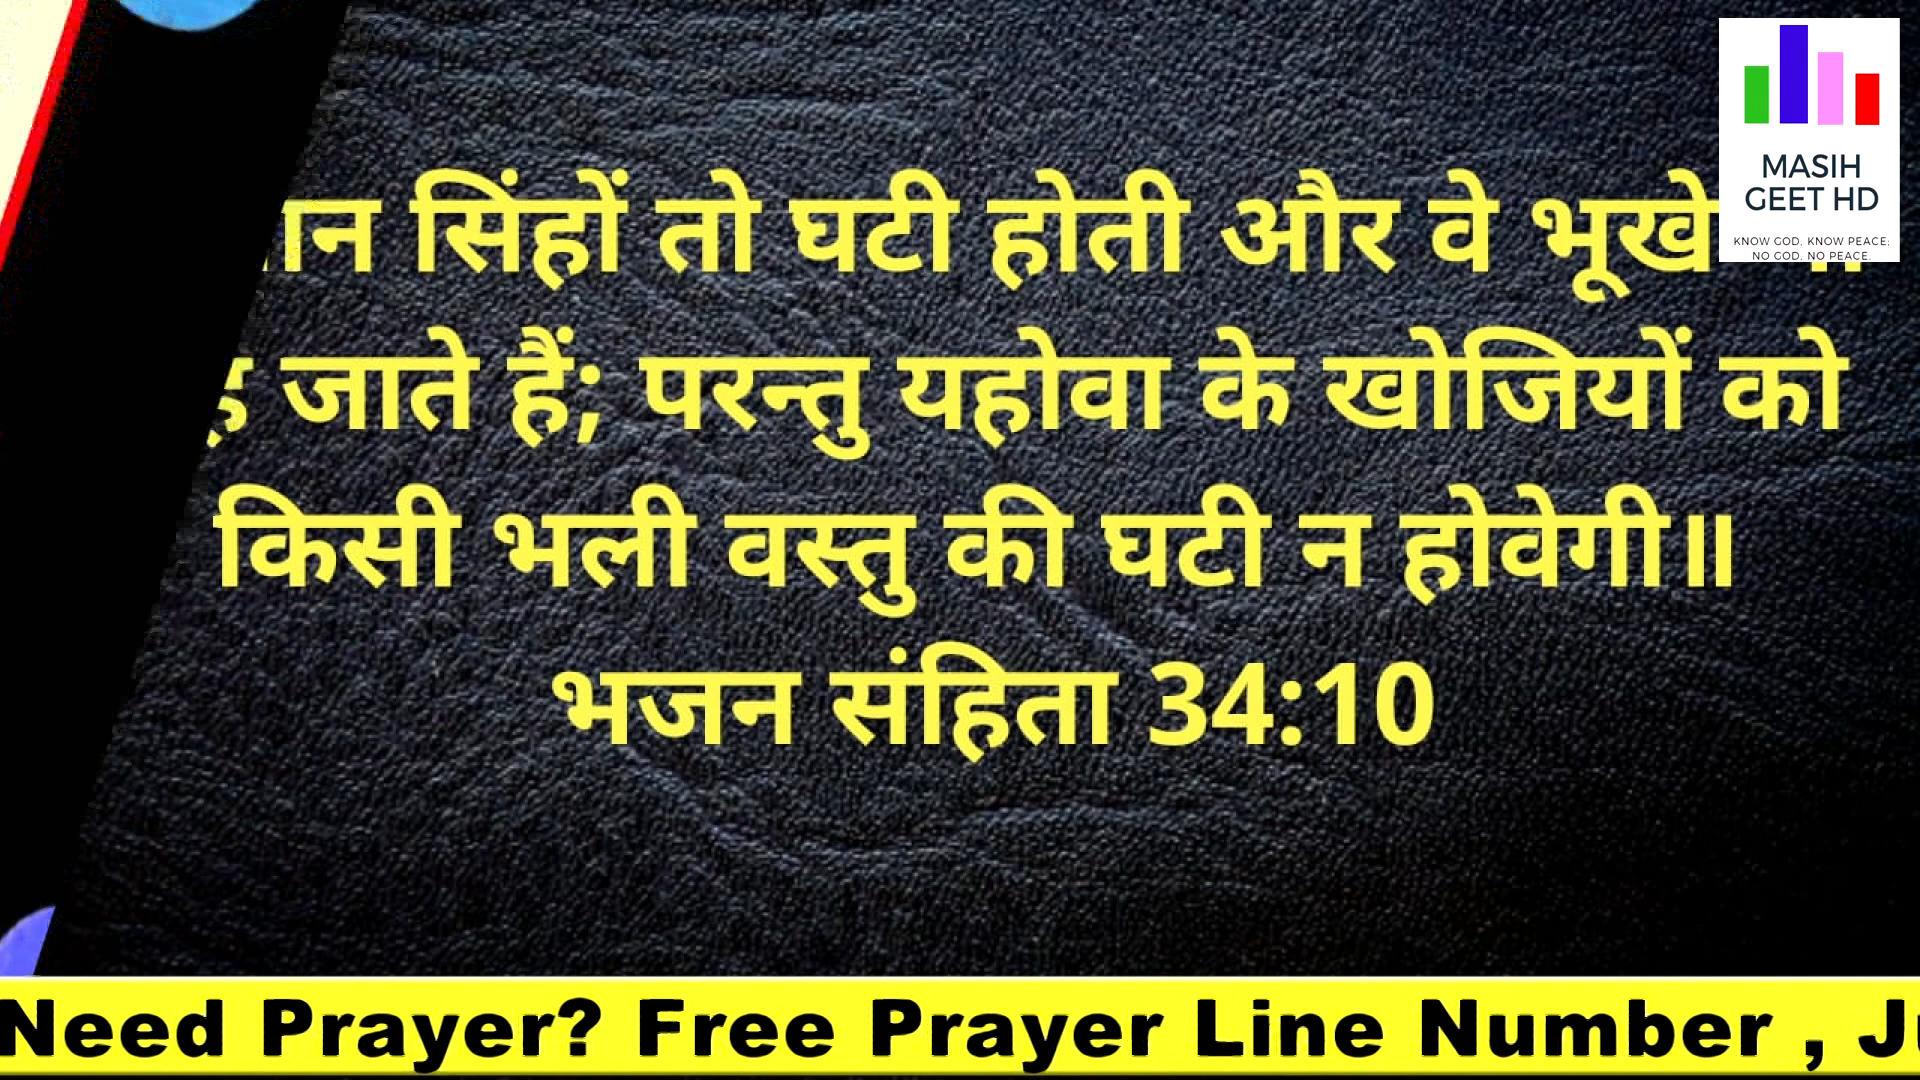 सिंहों तो घटी होती और वे भूखे
जाते हैं; परन्तु यहोवा के खोजियों को
किसी भली वस्तु की घटी न होवेगी॥
भजन संहिता 34:10
MASIH
GEET HD
KNOW GOD, KNOW PEACE;
NO GOD, NO PEACE.
Need Prayer? Free Prayer Line Number ,